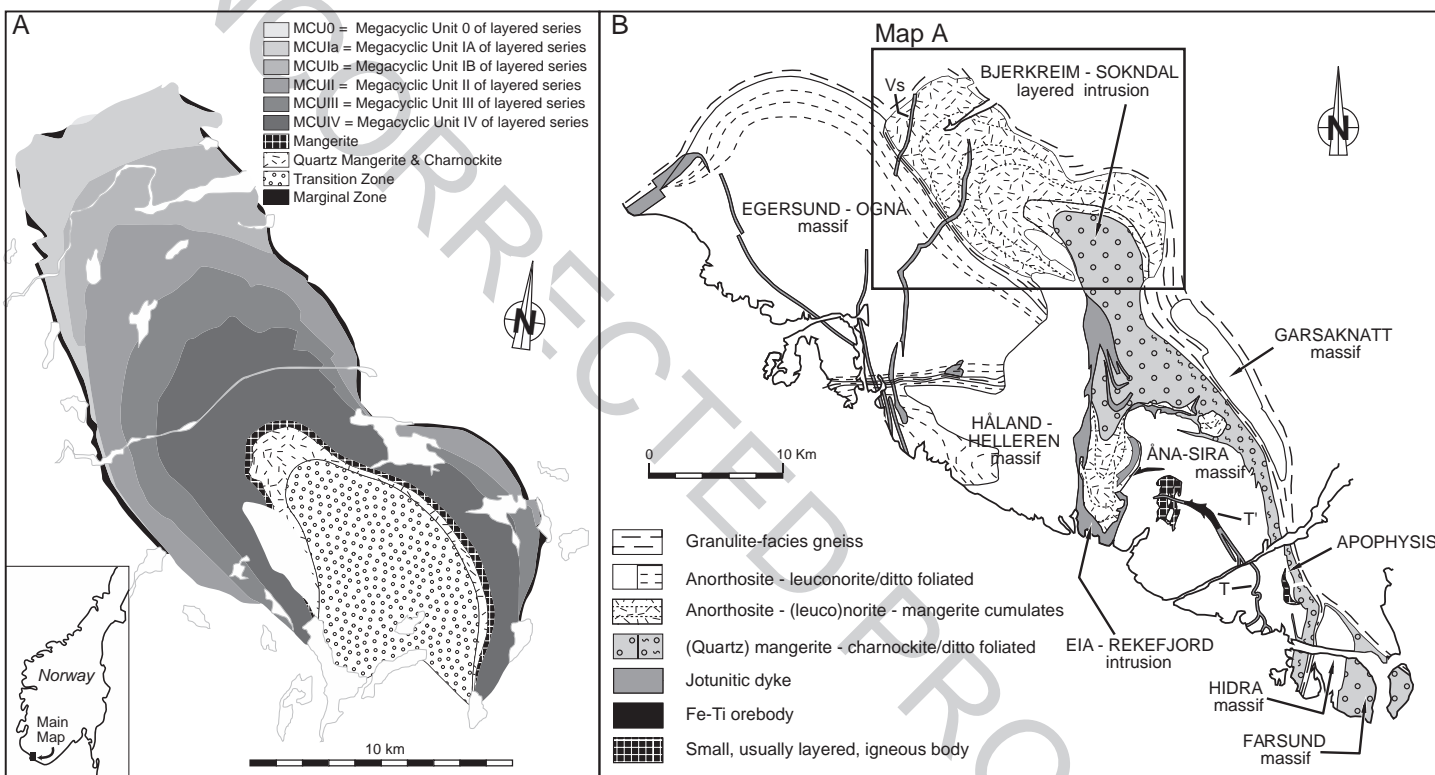 A
MCU0 = Megacyclic Unit 0 of layered series
MCUIa = Megacyclic Unit IA of layered series
MCUIb = Megacyclic Unit IB of layered series
MCUII = Megacyclic Unit II of layered series
MCUIII = Megacyclic Unit III of layered series
MCUIV = Megacyclic Unit IV of layered series
Mangerite
Quartz Mangerite & Charnockite
Transition Zone
Marginal Zone
N
Norway
Main
Map
10 km
B
Map A
Vs
BJERKREIM - SOKNDAL
layered intrusion
N
EGERSUND - OGNA
massif
GARSAKNATT
massif
HÅLAND -
HELLEREN
massif
ÅNA-SIRA
massif
0 10 Km
T'
APOPHYSIS
T
EIA - REKEFJORD
intrusion
HIDRA
massif
FARSUND
massif
Granulite-facies gneiss
Anorthosite - leuconorite/ditto foliated
Anorthosite - (leuco)norite - mangerite cumulates
(Quartz) mangerite - charnockite/ditto foliated
Jotunitic dyke
Fe-Ti orebody
Small, usually layered, igneous body
NCORRECTED PRO